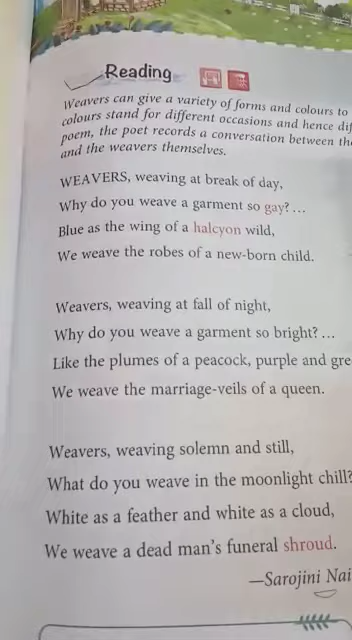 Reading
Weavers can give a variety of forms and colours to
colours stand for different occasions and hence
poem, the poet records a conversation between
and the weavers themselves.
WEAVERS, weaving at break of day,
Why do you weave a garment so gay?...
Blue as the wing of a halcyon wild,
We weave the robes of a new-born child.
Weavers, weaving at fall of night,
Why do you weave a garment so bright?...
Like the plumes of a peacock, purple and
We weave the marriage-veils of a queen.
Weavers, weaving solemn and still,
What do you weave in the moonlight chill?
White as a feather and white as a cloud,
We weave a dead man's funeral shroud.
—Sarojini